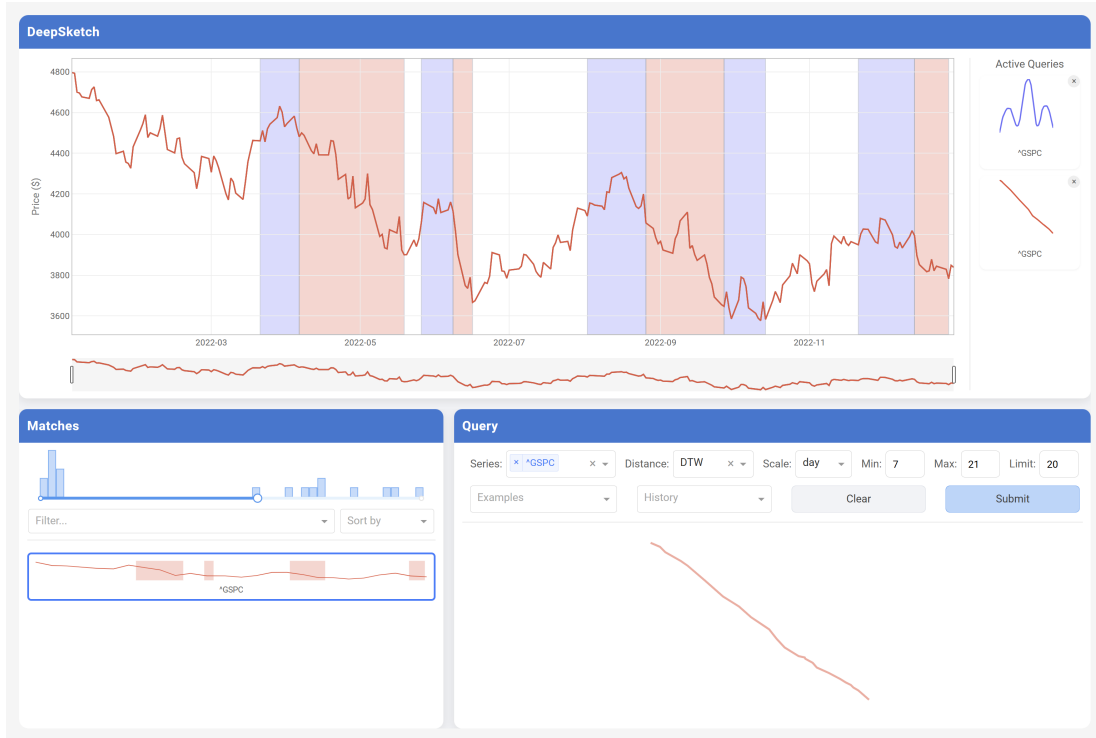 DeepSketch
4800
4600
4400
4200
4000
3800
3600
Price ($)
2022-03 2022-05 2022-07 2022-09 2022-11
Active Queries
×
^GSPC
×
^GSPC
Matches
Filter...
Sort by
^GSPC
Query
Series: × ^GSPC × Distance: DTW × Scale: day Min: 7 Max: 21 Limit: 20
Examples History Clear Submit